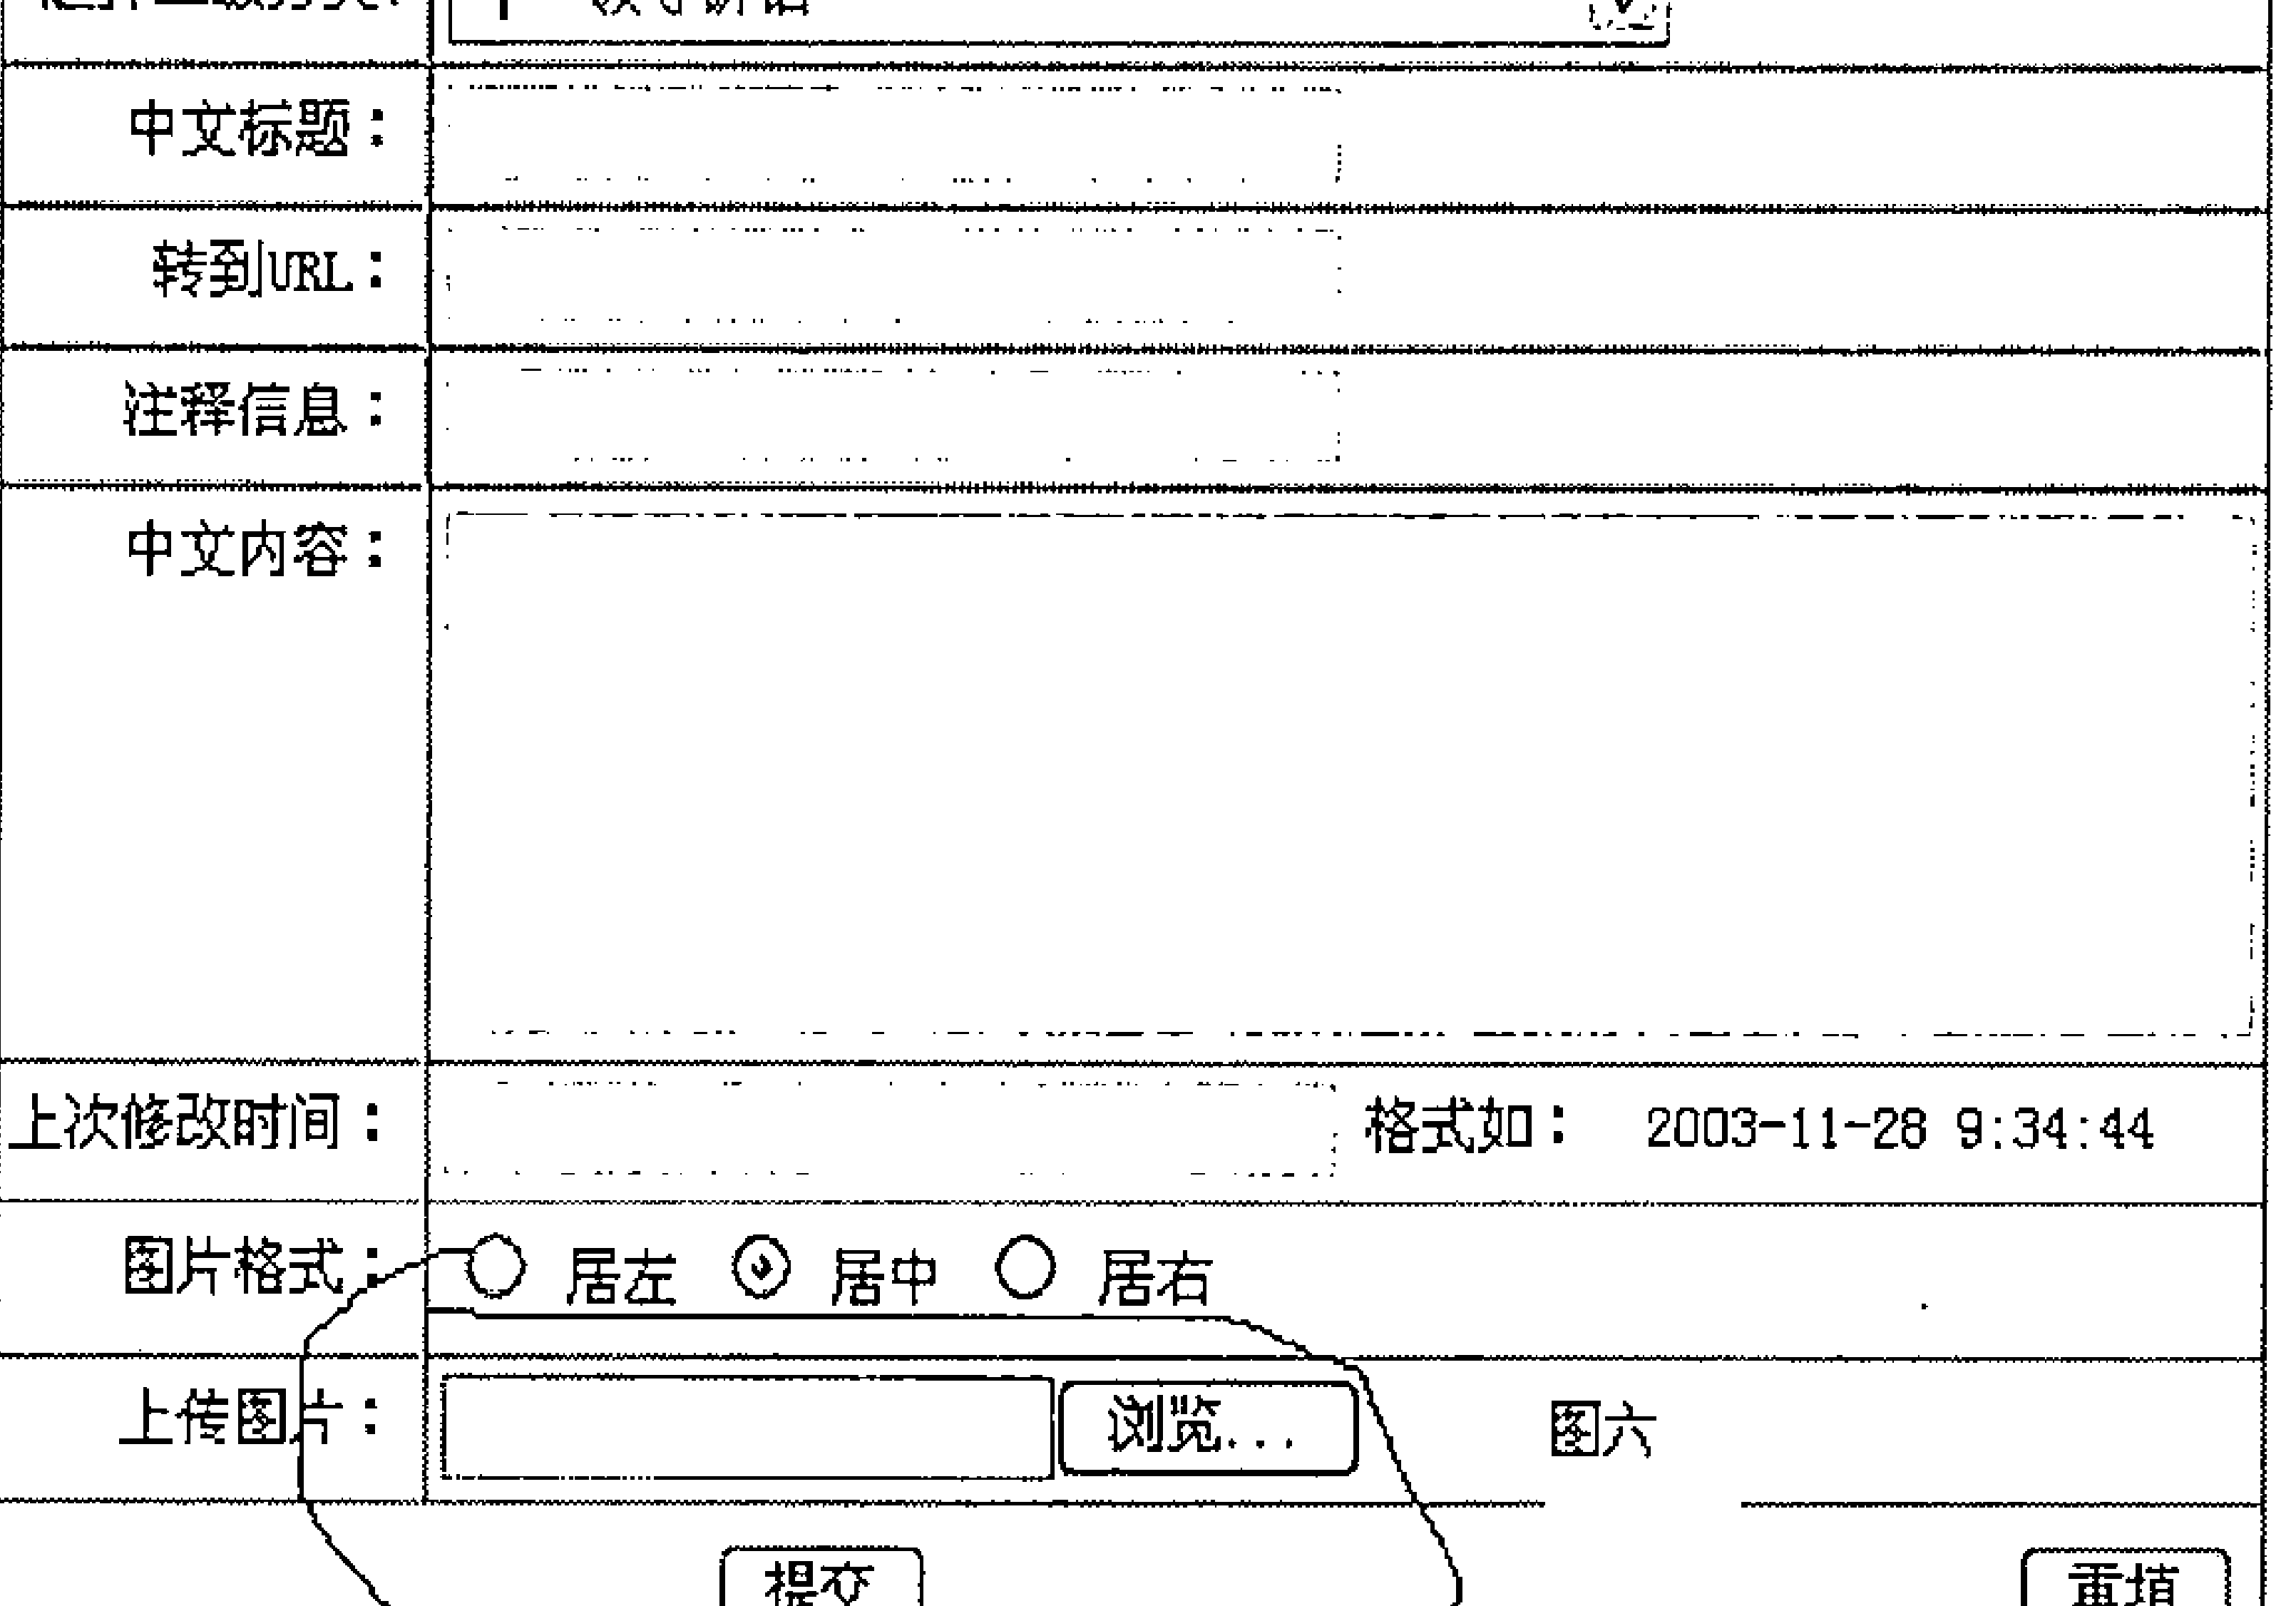 中文标题：
转到URL：
注释信息：
中文内容：
上次修改时间： 格式如： 2003-11-28 9:34:44
图片格式： 居左 居中 居右
上传图片： 浏览... 图六
提交 重填